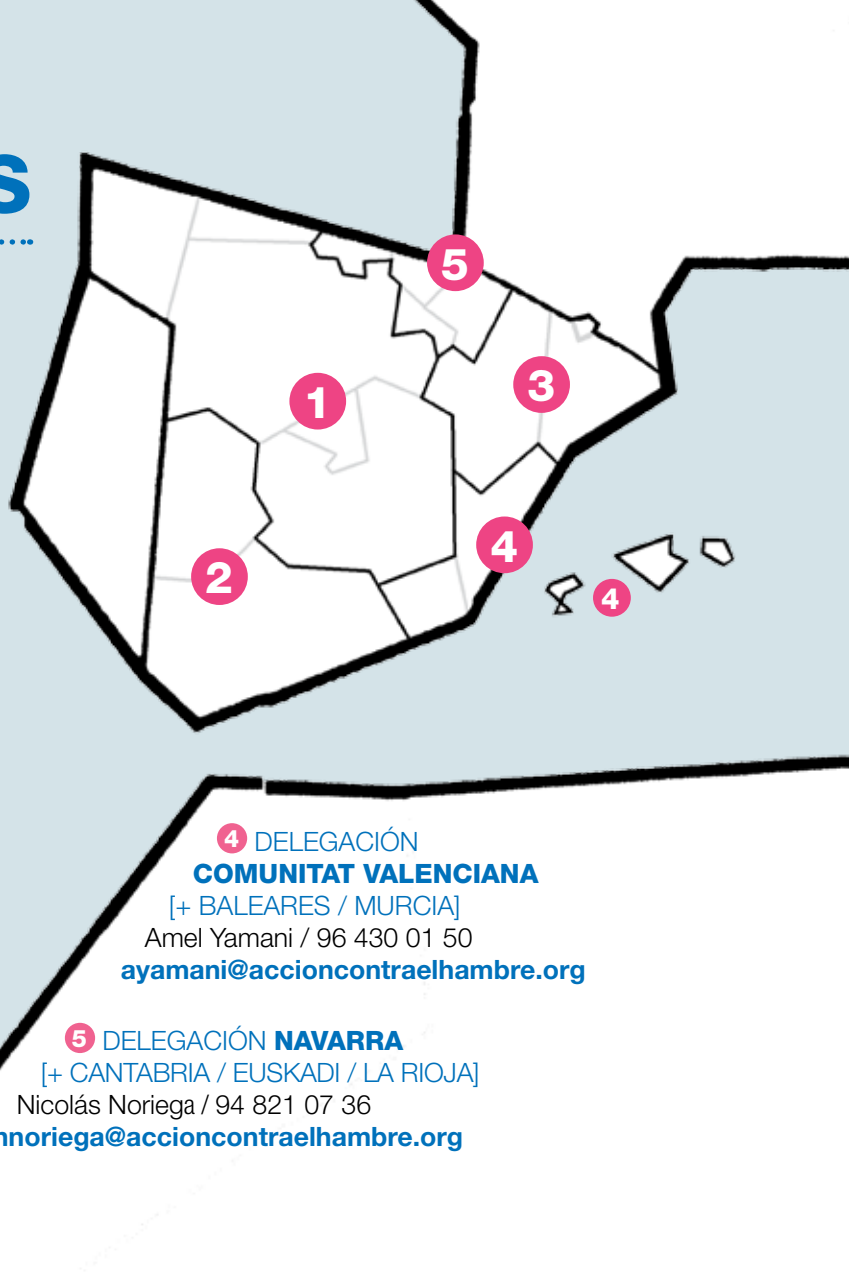 s
5
3
1
4
2
4
4 DELEGACIÓN
COMUNITAT VALENCIANA
[+ BALEARES / MURCIA]
Amel Yamani / 96 430 01 50
ayamani@accioncontraelhambre.org
5 DELEGACIÓN NAVARRA
[+ CANTABRIA / EUSKADI / LA RIOJA]
Nicolás Noriega / 94 821 07 36
nnoriega@accioncontraelhambre.org